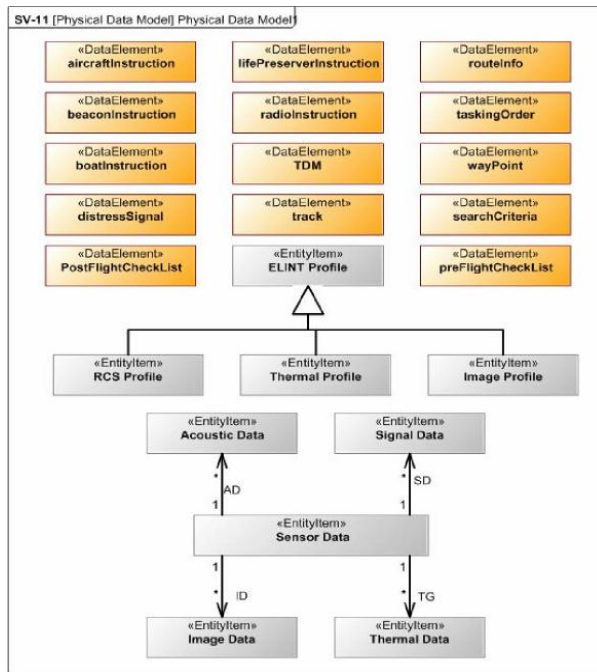 SV-11 [Physical Data Model] Physical Data Model1
«DataElement»
aircraftInstruction
«DataElement»
lifePreserverInstruction
«DataElement»
routeInfo
«DataElement»
beaconInstruction
«DataElement»
radioInstruction
«DataElement»
taskingOrder
«DataElement»
boatInstruction
«DataElement»
TDM
«DataElement»
wayPoint
«DataElement»
distressSignal
«DataElement»
track
«DataElement»
searchCriteria
«DataElement»
PostFlightCheckList
«EntityItem»
ELINT Profile
«DataElement»
preFlightCheckList
«EntityItem»
RCS Profile
«EntityItem»
Thermal Profile
«EntityItem»
Image Profile
«EntityItem»
Acoustic Data
«EntityItem»
Signal Data
*
AD
1
*
SD
1
«EntityItem»
Sensor Data
1
*
ID
1
*
TG
«EntityItem»
Image Data
«EntityItem»
Thermal Data